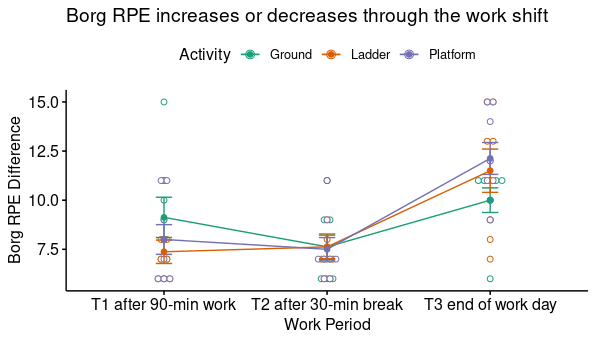 Borg RPE increases or decreases through the work shift
Activity Ground Ladder Platform
Borg RPE Difference
15.0
12.5
10.0
7.5
T1 after 90-min work T2 after 30-min break T3 end of work day
Work Period